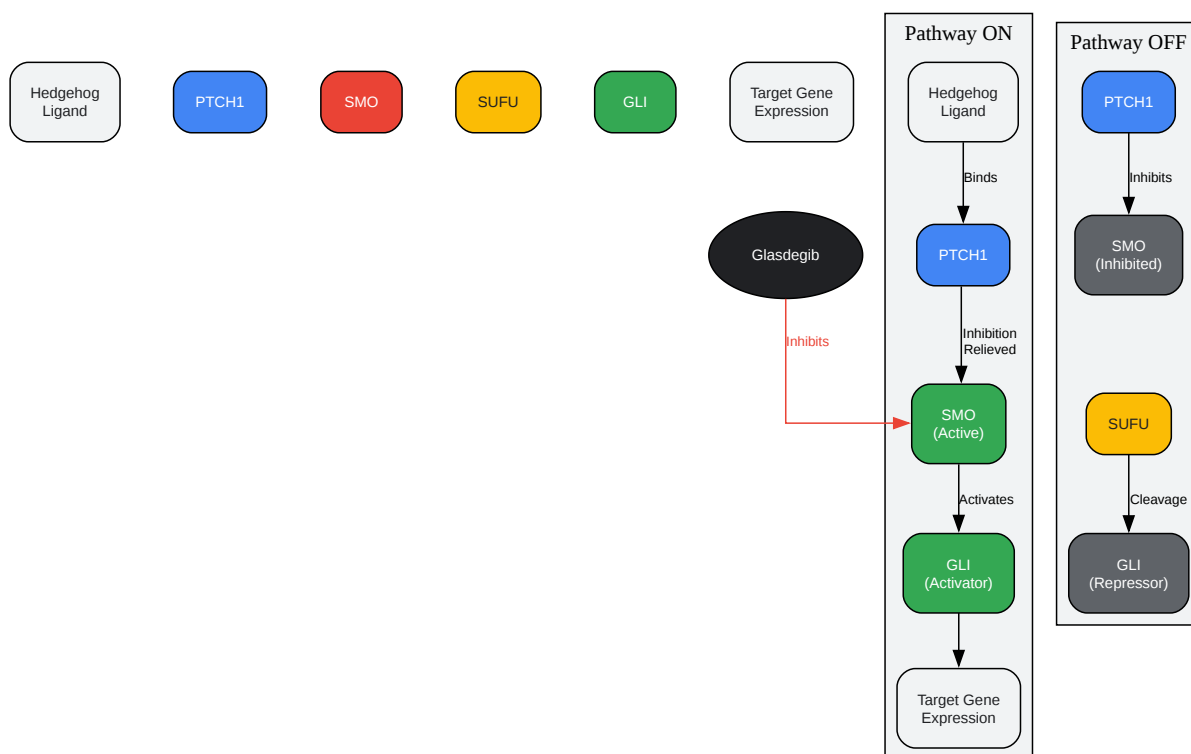 Hedgehog
Ligand
PTCH1
SMO
SUFU
GLI
Target Gene
Expression
Glasdegib
Inhibits
Pathway ON
Hedgehog
Ligand
Binds
PTCH1
Inhibition
Relieved
SMO
(Active)
Activates
GLI
(Activator)
Target Gene
Expression
Pathway OFF
PTCH1
Inhibits
SMO
(Inhibited)
SUFU
Cleavage
GLI
(Repressor)